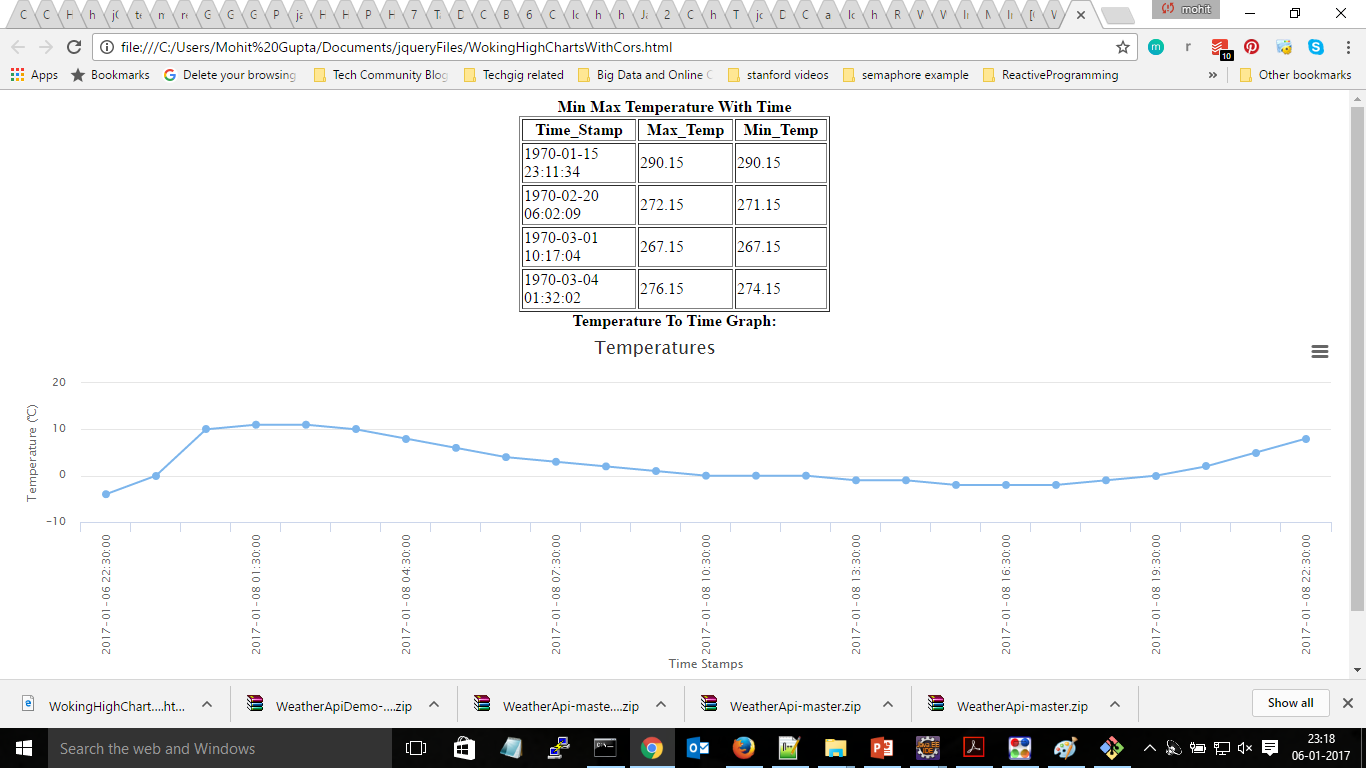 mohit
file:///C:/Users/Mohit%20Gupta/Documents/jqueryFiles/WokingHighChartsWithCors.html
10
Apps
Bookmarks
Delete your browsing
Tech Community Blog
Techgig related
Big Data and Online C
stanford videos
semaphore example
ReactiveProgramming
»
Other bookmarks
Min Max Temperature With Time
Time_Stamp Max_Temp Min_Temp
1970-01-15
23:11:34
290.15 290.15
1970-02-20
06:02:09
272.15 271.15
1970-03-01
10:17:04
267.15 267.15
1970-03-04
01:32:02
276.15 274.15
Temperature To Time Graph:
Temperatures
Temperature (°C)
20
10
0
-10
2017-01-06 22:30:00
2017-01-08 01:30:00
2017-01-08 04:30:00
2017-01-08 07:30:00
2017-01-08 10:30:00
2017-01-08 13:30:00
2017-01-08 16:30:00
2017-01-08 19:30:00
2017-01-08 22:30:00
Time Stamps
WokingHighChart....ht...
WeatherApiDemo-....zip
WeatherApi-maste....zip
WeatherApi-master.zip
WeatherApi-master.zip
Show all
Search the web and Windows
23:18
06-01-2017